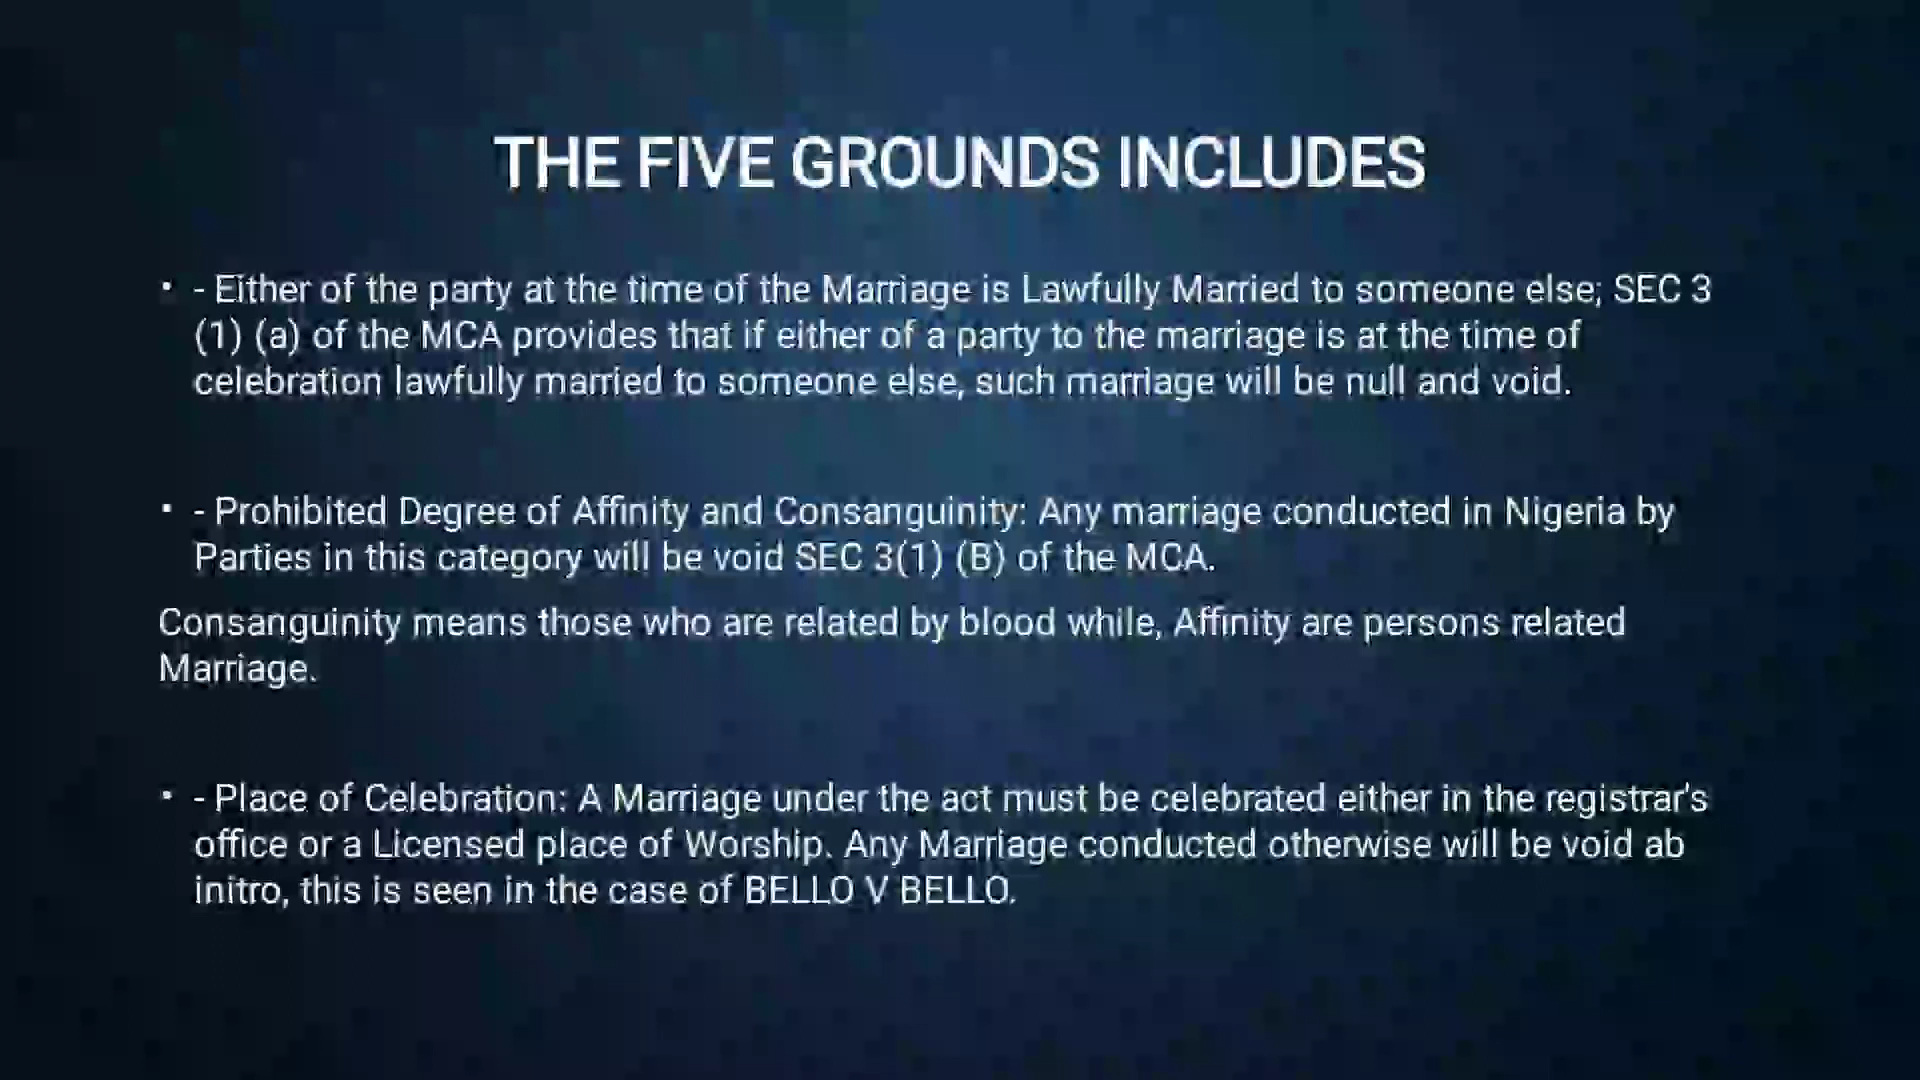 THE FIVE GROUNDS INCLUDES
• - Either of the party at the time of the Marriage is Lawfully Married to someone else; SEC 3
(1) (a) of the MCA provides that if either of a party to the marriage is at the time of
celebration lawfully married to someone else, such marriage will be null and void.
• - Prohibited Degree of Affinity and Consanguinity: Any marriage conducted in Nigeria by
Parties in this category will be void SEC 3(1) (B) of the MCA.
Consanguinity means those who are related by blood while, Affinity are persons related
Marriage.
• - Place of Celebration: A Marriage under the act must be celebrated either in the registrar's
office or a Licensed place of Worship. Any Marriage conducted otherwise will be void ab
initro, this is seen in the case of BELLO V BELLO.